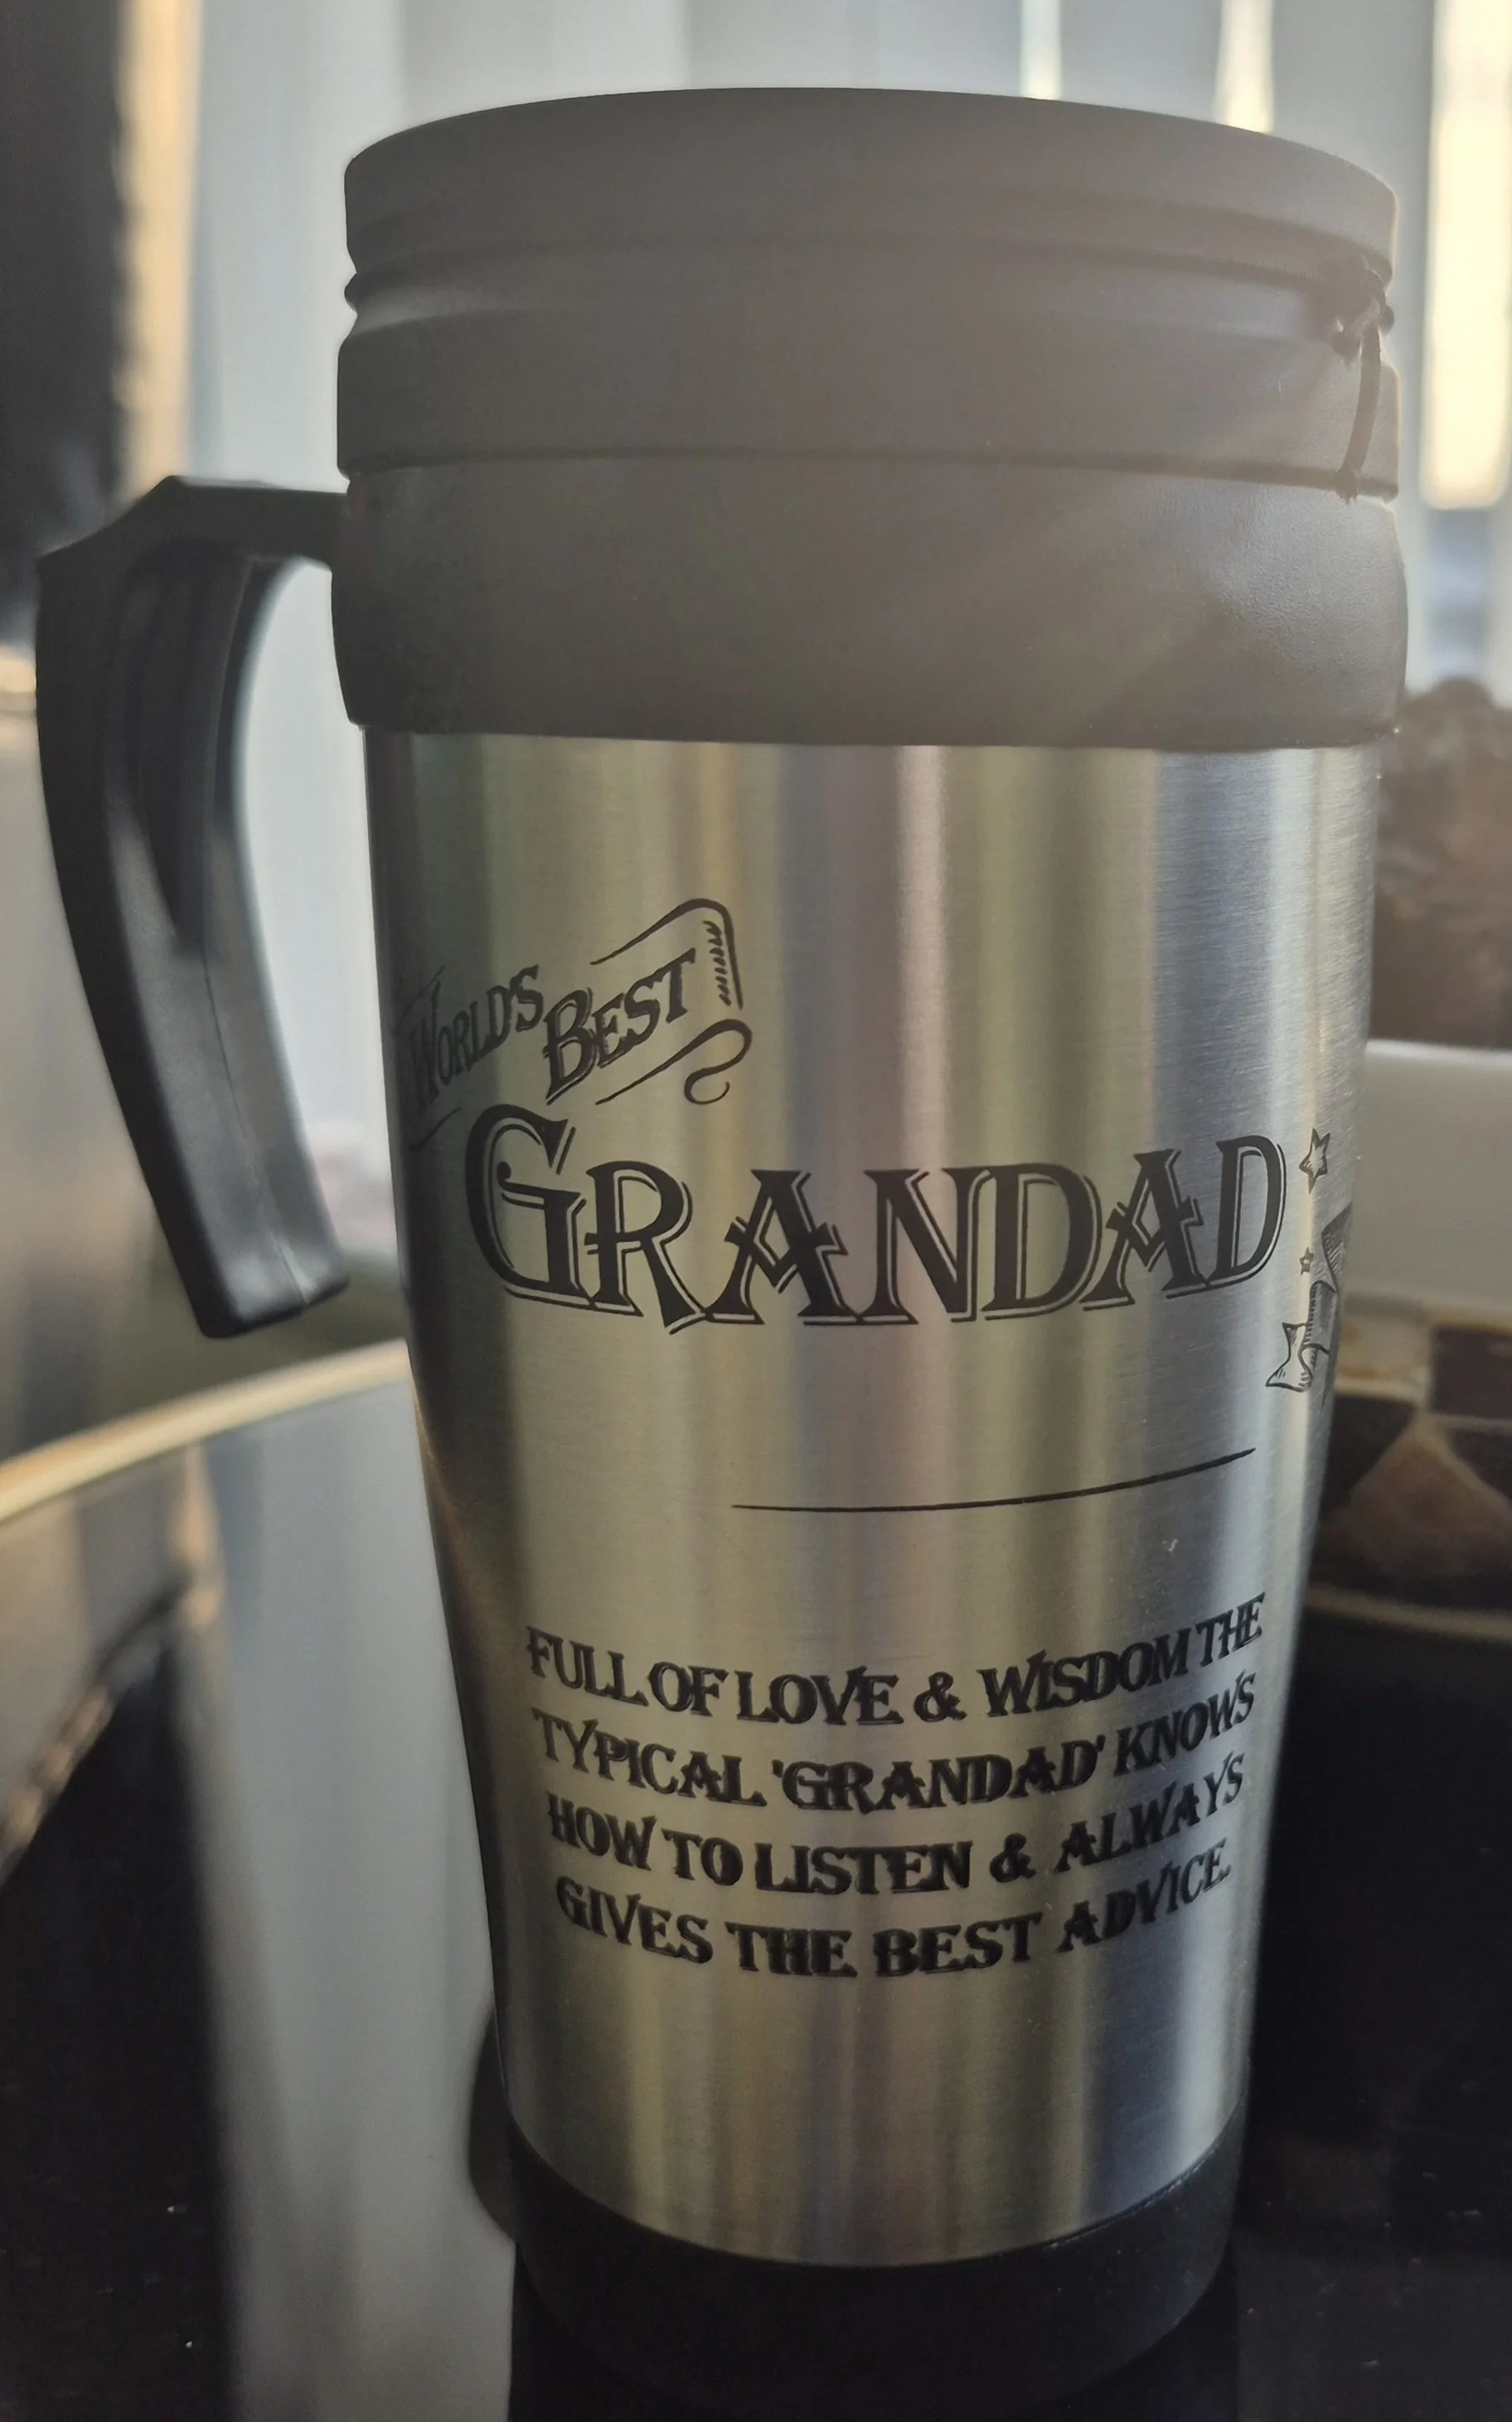 WORLD'S BEST
GRANDAD
FULL OF LOVE & WISDOM THE
TYPICAL 'GRANDAD' KNOWS
HOW TO LISTEN & ALWAYS
GIVES THE BEST ADVICE.